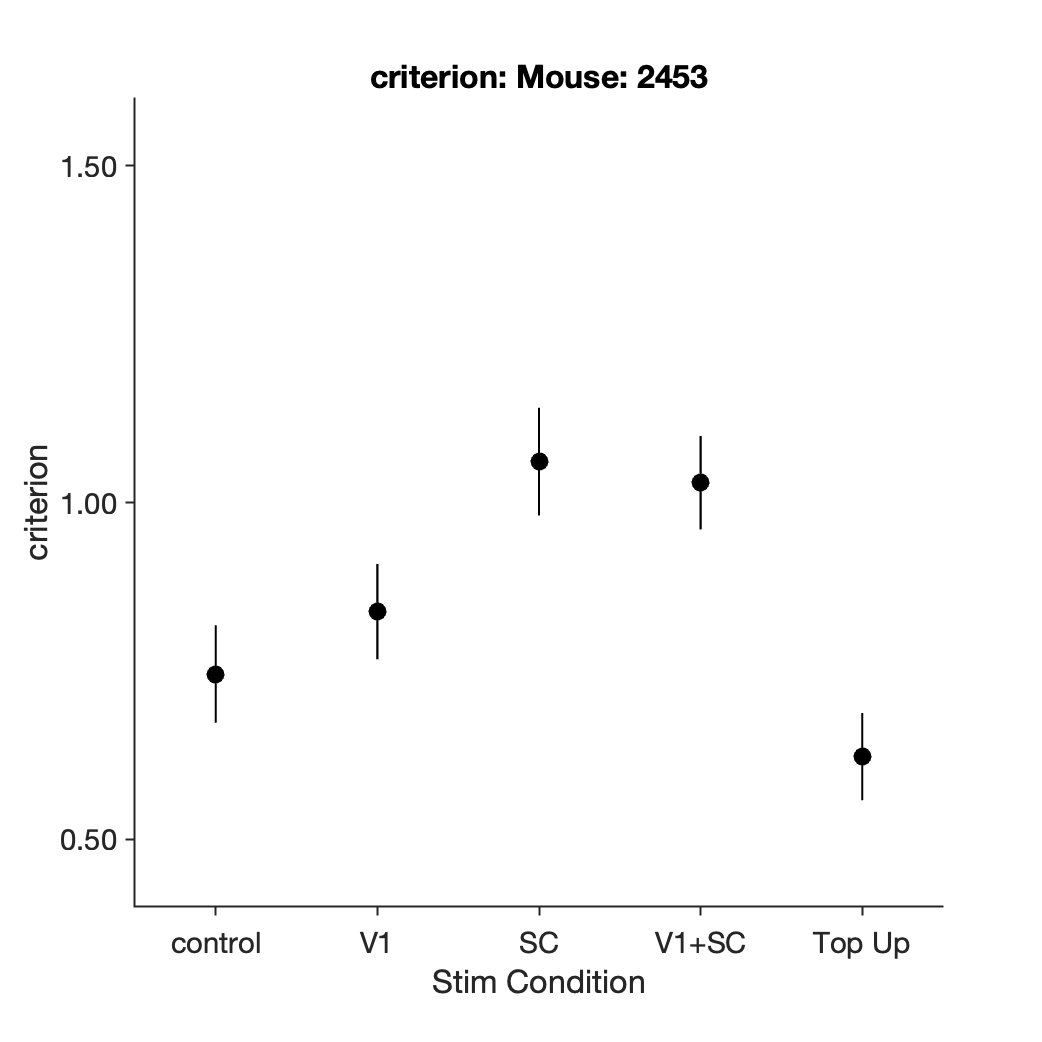 criterion: Mouse: 2453
1.50
1.00
0.50
criterion
control
V1
SC
V1+SC
Top Up
Stim Condition